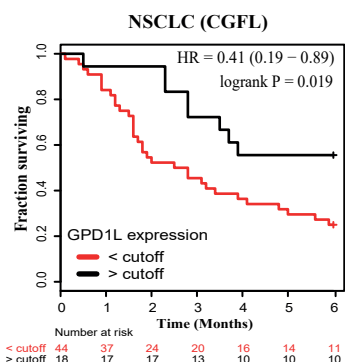 NSCLC (CGFL)
HR = 0.41 (0.19 − 0.89)
logrank P = 0.019
Fraction surviving
1.0
0.8
0.6
0.4
0.2
0.0
GPD1L expression
< cutoff
> cutoff
0 1 2 3 4 5 6
Time (Months)
Number at risk
< cutoff 44 37 24 20 16 14 11
> cutoff 18 17 17 13 10 10 10